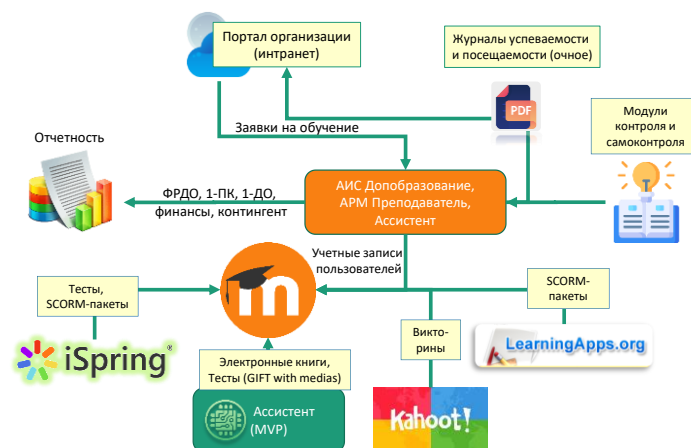 Портал организации
(интранет)
Журналы успеваемости
и посещаемости (очное)
PDF
Модули
контроля и
самоконтроля
Заявки на обучение
Отчетность
ФРДО, 1-ПК, 1-ДО,
финансы, контингент
АИС Допобразование,
АРМ Преподаватель,
Ассистент
Учетные записи
пользователей
Тесты,
SCORM-пакеты
m
SCORM-
пакеты
iSpring®
Викто-
рины
LearningApps.org
Электронные книги,
Тесты (GIFT with medias)
Ассистент
(MVP)
Kahoot!